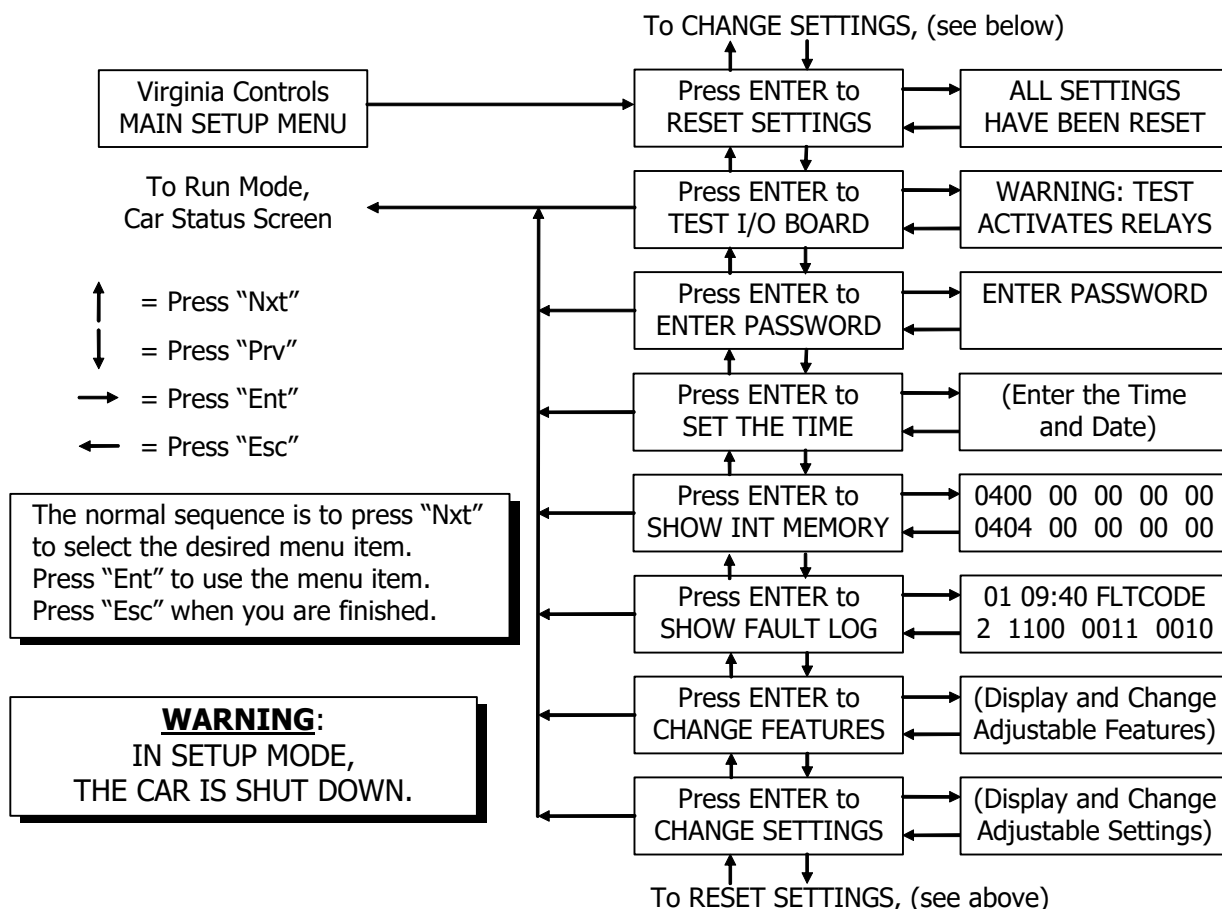 To CHANGE SETTINGS, (see below)
Virginia Controls
MAIN SETUP MENU
Press ENTER to
RESET SETTINGS
ALL SETTINGS
HAVE BEEN RESET
To Run Mode,
Car Status Screen
Press ENTER to
TEST I/O BOARD
WARNING: TEST
ACTIVATES RELAYS
= Press “Nxt”
= Press “Prv”
= Press “Ent”
= Press “Esc”
Press ENTER to
ENTER PASSWORD
ENTER PASSWORD
Press ENTER to
SET THE TIME
(Enter the Time
and Date)
The normal sequence is to press “Nxt”
to select the desired menu item.
Press “Ent” to use the menu item.
Press “Esc” when you are finished.
Press ENTER to
SHOW INT MEMORY
0400 00 00 00 00
0404 00 00 00 00
Press ENTER to
SHOW FAULT LOG
01 09:40 FLTCODE
2 1100 0011 0010
WARNING:
IN SETUP MODE,
THE CAR IS SHUT DOWN.
Press ENTER to
CHANGE FEATURES
(Display and Change
Adjustable Features)
Press ENTER to
CHANGE SETTINGS
(Display and Change
Adjustable Settings)
To RESET SETTINGS, (see above)